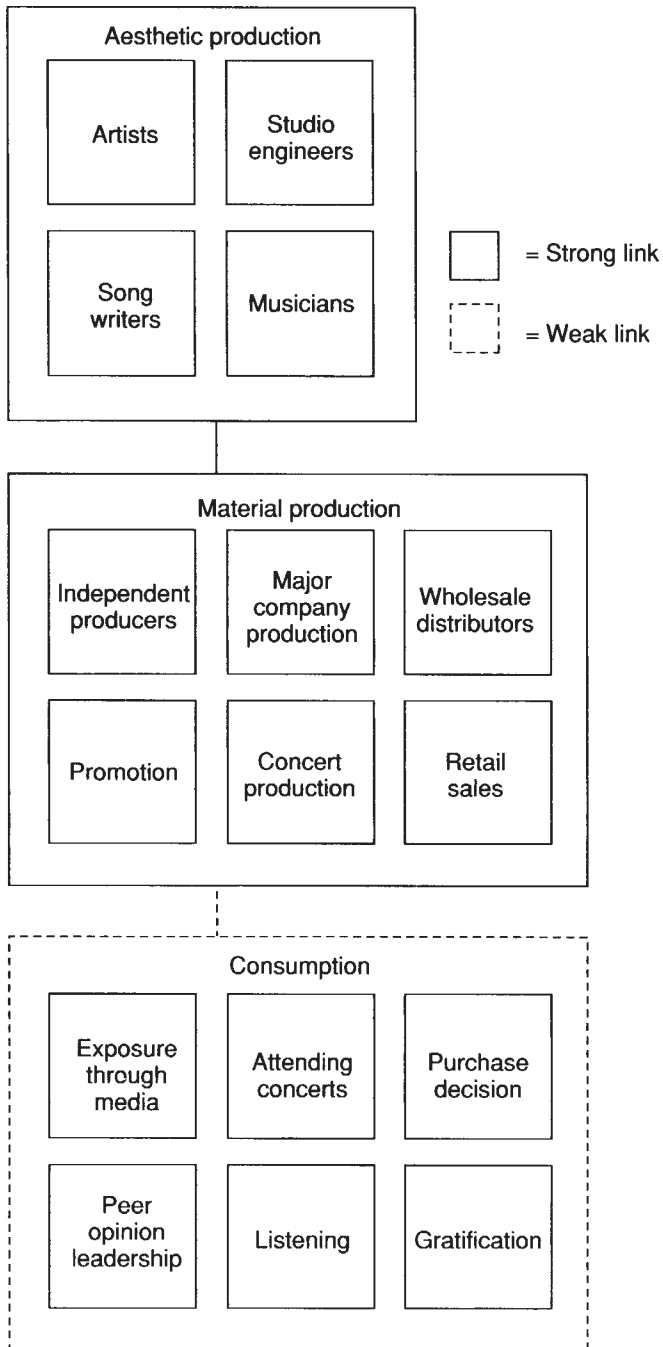 Aesthetic production
Artists
Studio
engineers
Song
writers
Musicians
= Strong link
= Weak link
Material production
Independent
producers
Major
company
production
Wholesale
distributors
Promotion
Concert
production
Retail
sales
Consumption
Exposure
through
media
Attending
concerts
Purchase
decision
Peer
opinion
leadership
Listening
Gratification